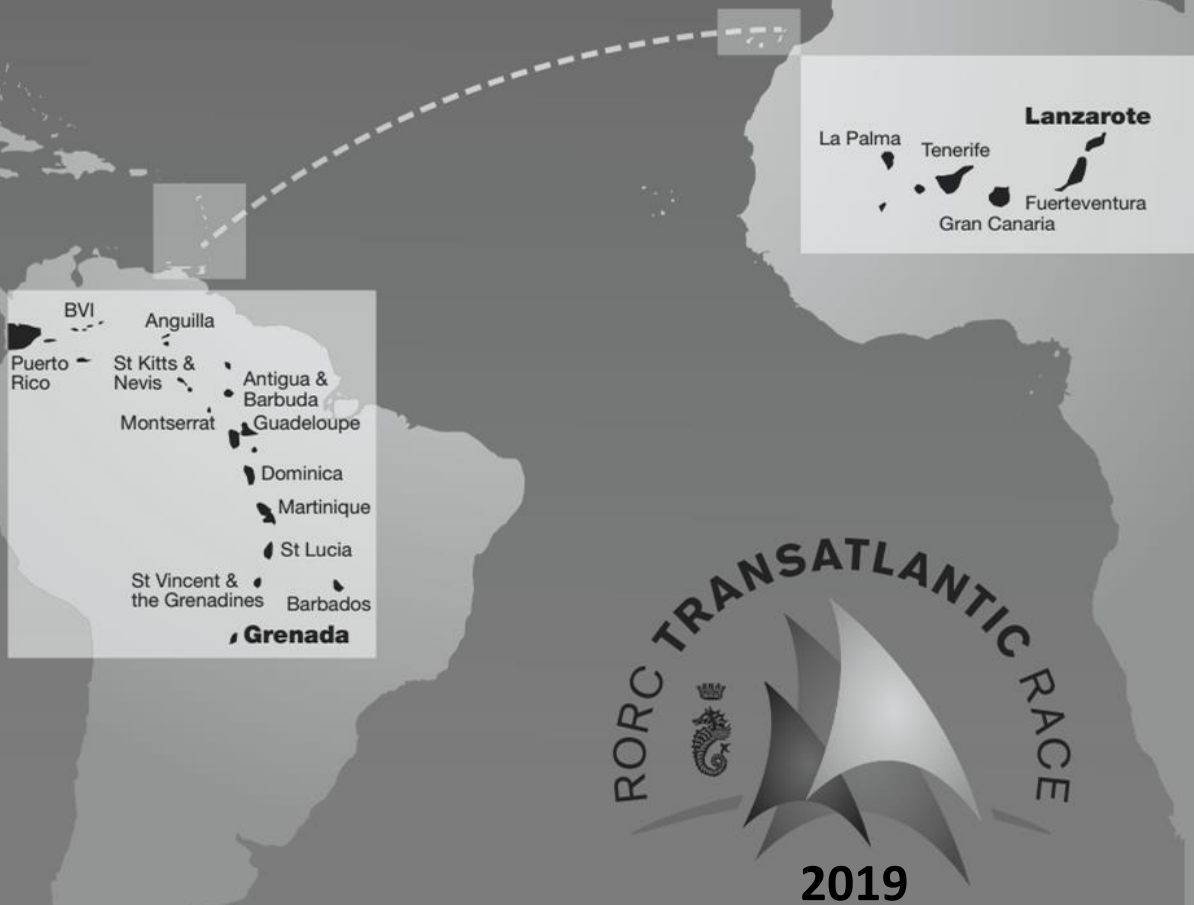 Lanzarote
La Palma
Tenerife
Fuerteventura
Gran Canaria
BVI
Anguilla
Puerto
Rico
St Kitts &
Nevis
Antigua &
Barbuda
Montserrat
Guadeloupe
Dominica
Martinique
St Lucia
St Vincent &
the Grenadines
Barbados
Grenada
RORC TRANSATLANTIC RACE
2019